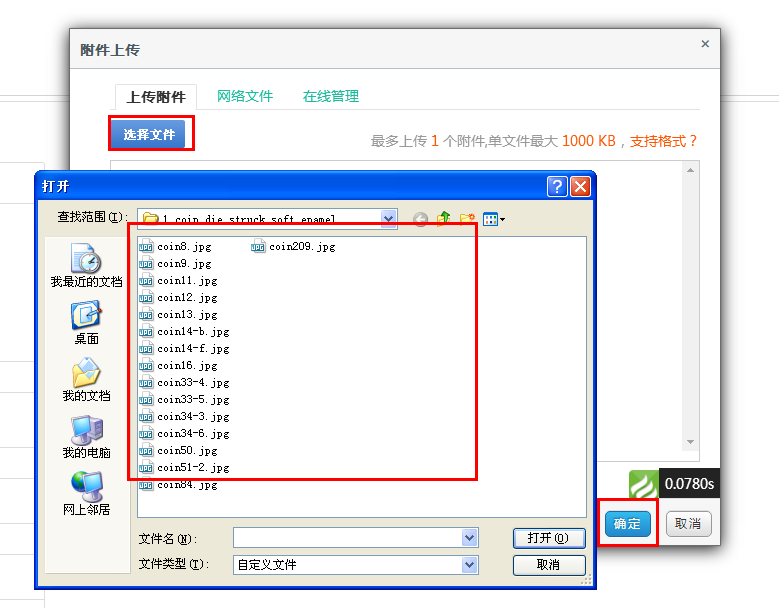 附件上传
×
上传附件 网络文件 在线管理
选择文件
最多上传 1 个附件,单文件最大 1000 KB，支持格式？
打开
查找范围(I):
1 coin die struck soft enamel
我最近的文档
桌面
我的文档
我的电脑
网上邻居
coin8.jpg
coin9.jpg
coin11.jpg
coin12.jpg
coin13.jpg
coin14-b.jpg
coin14-f.jpg
coin16.jpg
coin33-4.jpg
coin33-5.jpg
coin34-3.jpg
coin34-6.jpg
coin50.jpg
coin51-2.jpg
coin84.jpg
coin209.jpg
文件名(N):
打开(O)
文件类型(T):
自定义文件
取消
0.0780s
确定
取消